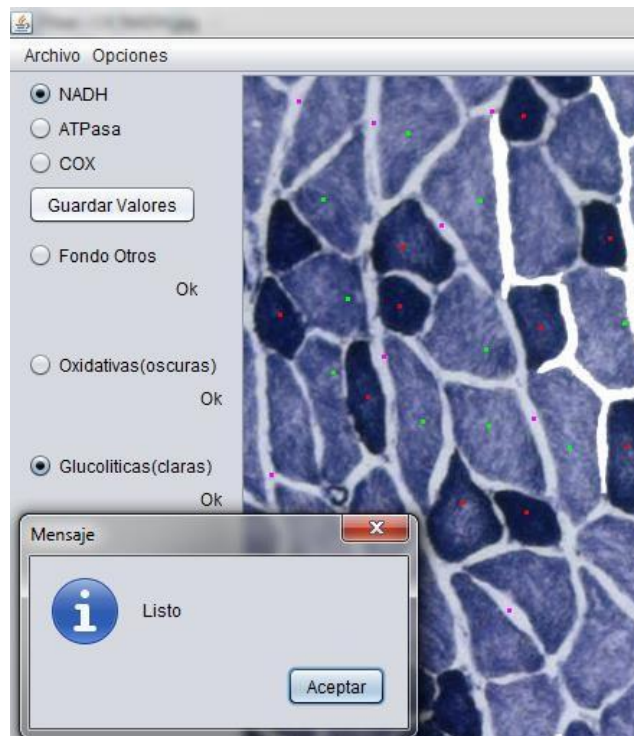 Archivo Opciones
NADH
ATPasa
COX
Guardar Valores
Fondo Otros
Ok
Oxidativas(oscuras)
Ok
Glucoliticas(claras)
Ok
Mensaje
Listo
Aceptar